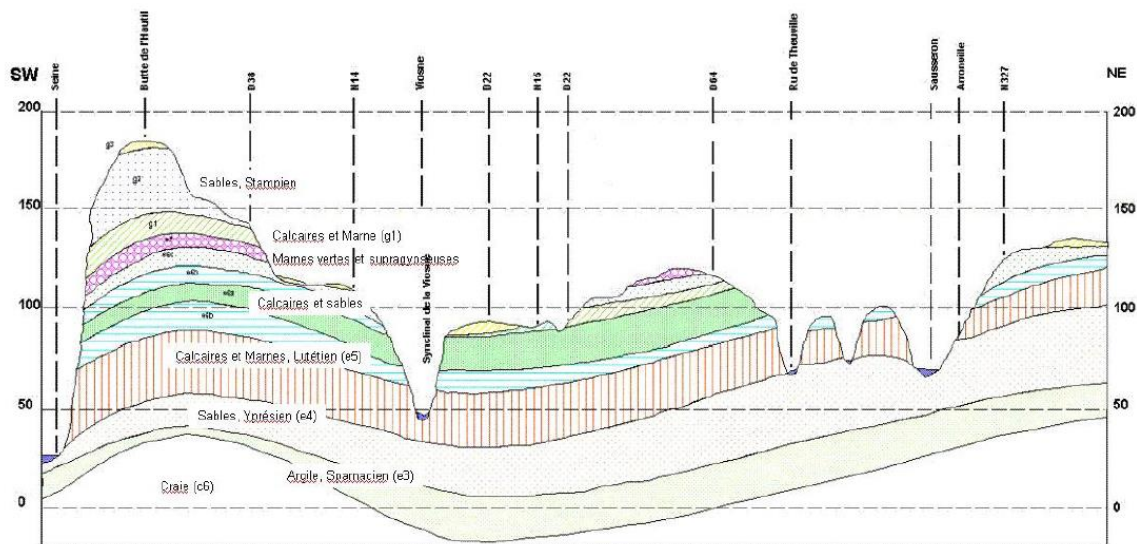 SW
NE
Seine
Butte de l'Hautil
D38
N14
Viosne
D22
N15
D22
D64
Ru de Theuville
Sausseron
Arronville
N327
200
200
150
150
100
100
50
50
0
0
g3
g2
g1
Sables, Stampien
Calcaires et Marne (g1)
Marnes vertes et supragypseuses
Calcaires et sables
e6b
Calcaires et Marnes, Lutétien (e5)
Sables, Yprésien (e4)
Argile, Sparnacien (e3)
Craie (c6)
Synclinal de la Viosne